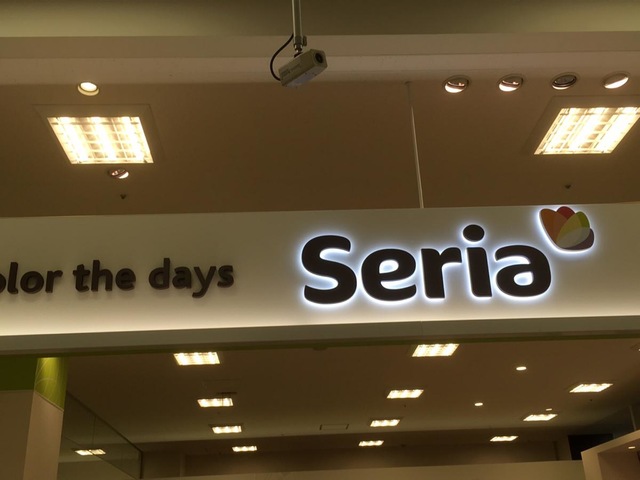 olor the days Seria